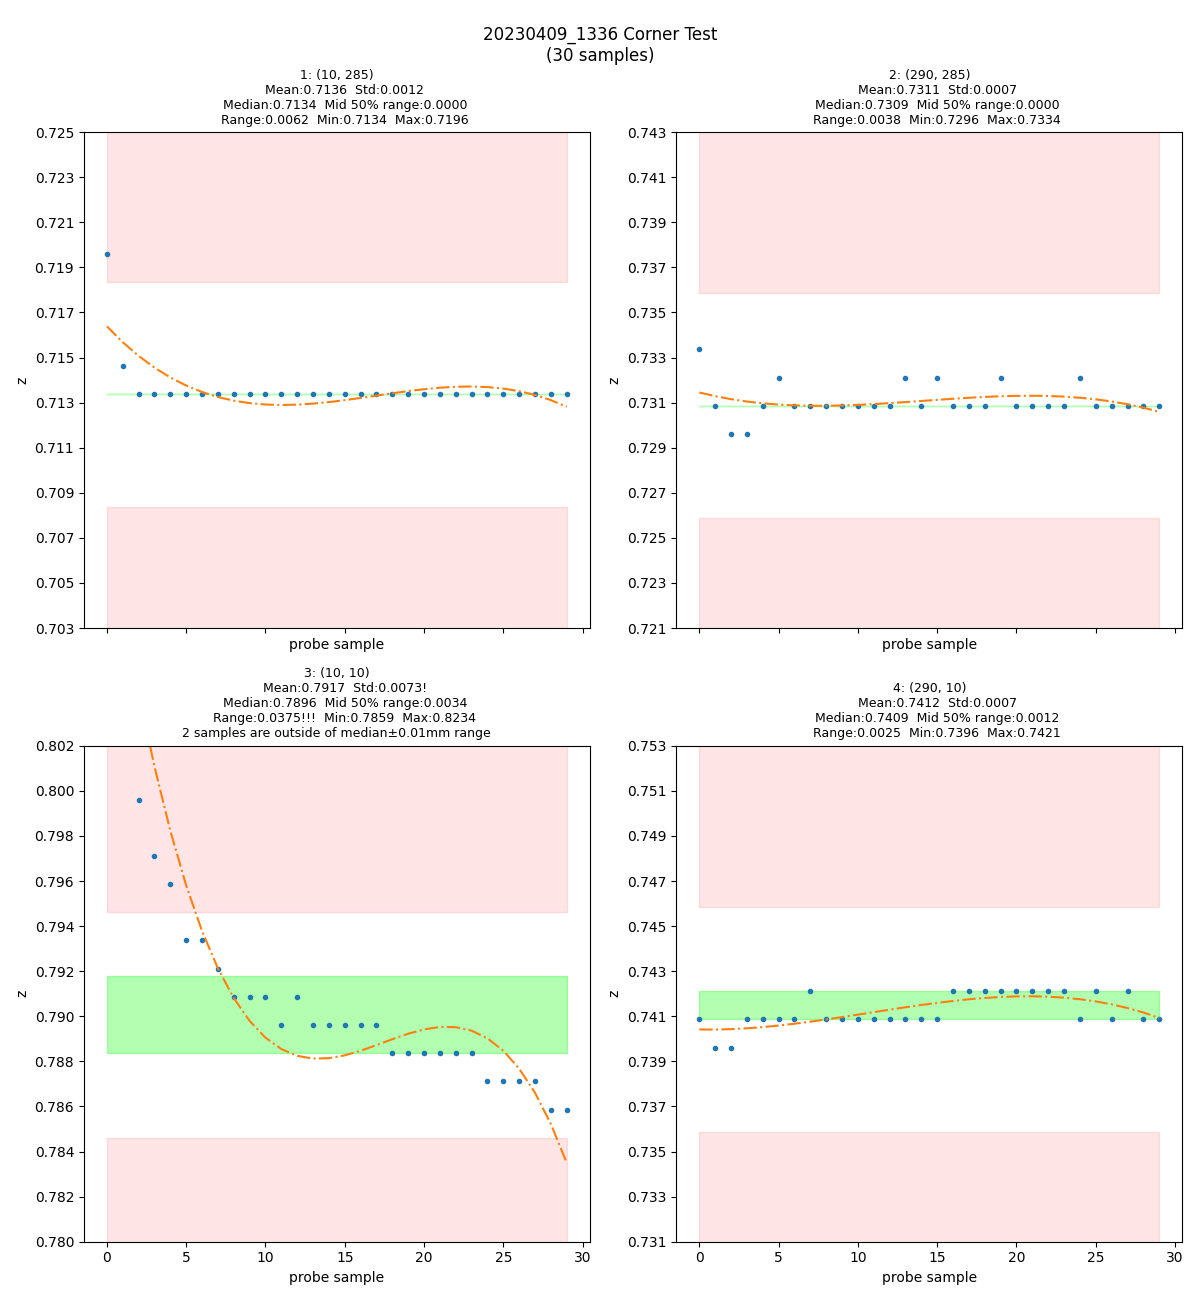 20230409_1336 Corner Test
(30 samples)
1: (10, 285)
Mean:0.7136  Std:0.0012
Median:0.7134  Mid 50% range:0.0000
Range:0.0062  Min:0.7134  Max:0.7196
0.725
0.723
0.721
0.719
0.717
0.715
0.713
0.711
0.709
0.707
0.705
0.703
z
probe sample
2: (290, 285)
Mean:0.7311  Std:0.0007
Median:0.7309  Mid 50% range:0.0000
Range:0.0038  Min:0.7296  Max:0.7334
0.743
0.741
0.739
0.737
0.735
0.733
0.731
0.729
0.727
0.725
0.723
0.721
z
probe sample
3: (10, 10)
Mean:0.7917  Std:0.0073!
Median:0.7896  Mid 50% range:0.0034
Range:0.0375!!!  Min:0.7859  Max:0.8234
2 samples are outside of median±0.01mm range
0.802
0.800
0.798
0.796
0.794
0.792
0.790
0.788
0.786
0.784
0.782
0.780
z
0 5 10 15 20 25 30
probe sample
4: (290, 10)
Mean:0.7412  Std:0.0007
Median:0.7409  Mid 50% range:0.0012
Range:0.0025  Min:0.7396  Max:0.7421
0.753
0.751
0.749
0.747
0.745
0.743
0.741
0.739
0.737
0.735
0.733
0.731
z
0 5 10 15 20 25 30
probe sample